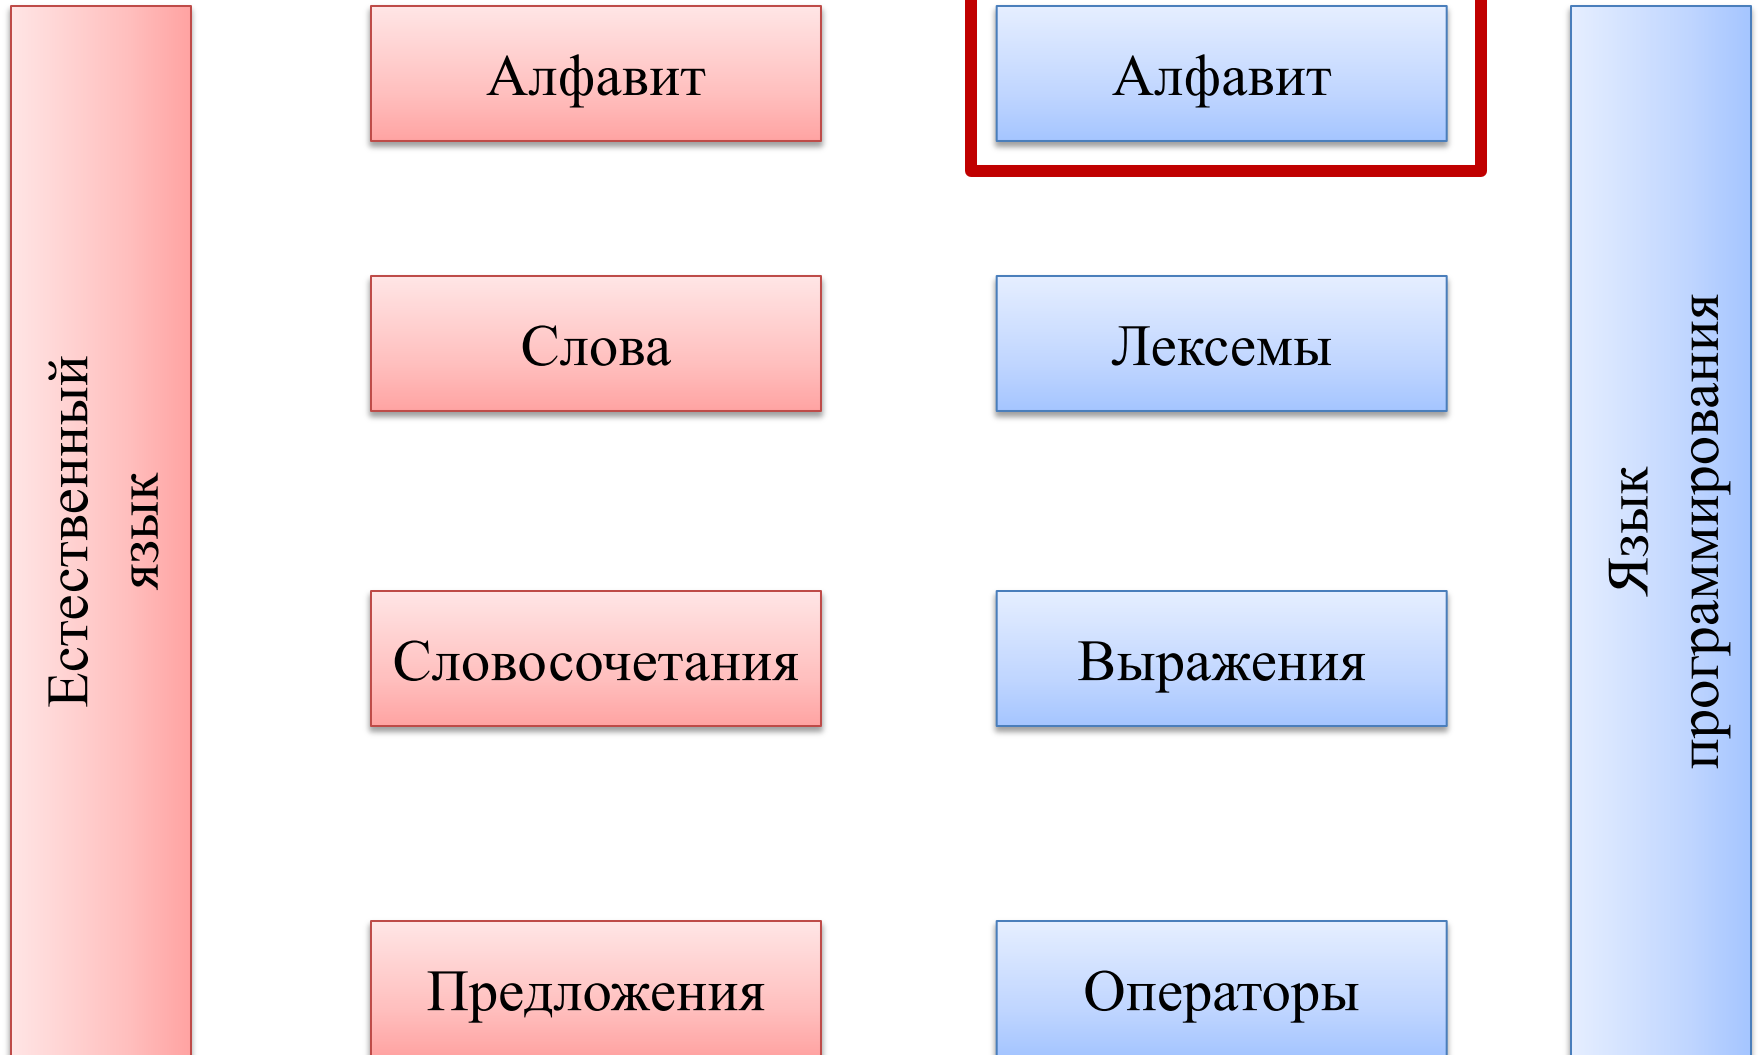 Естественный
язык
Алфавит
Алфавит
Слова
Лексемы
Словосочетания
Выражения
Предложения
Операторы
Язык
программирования